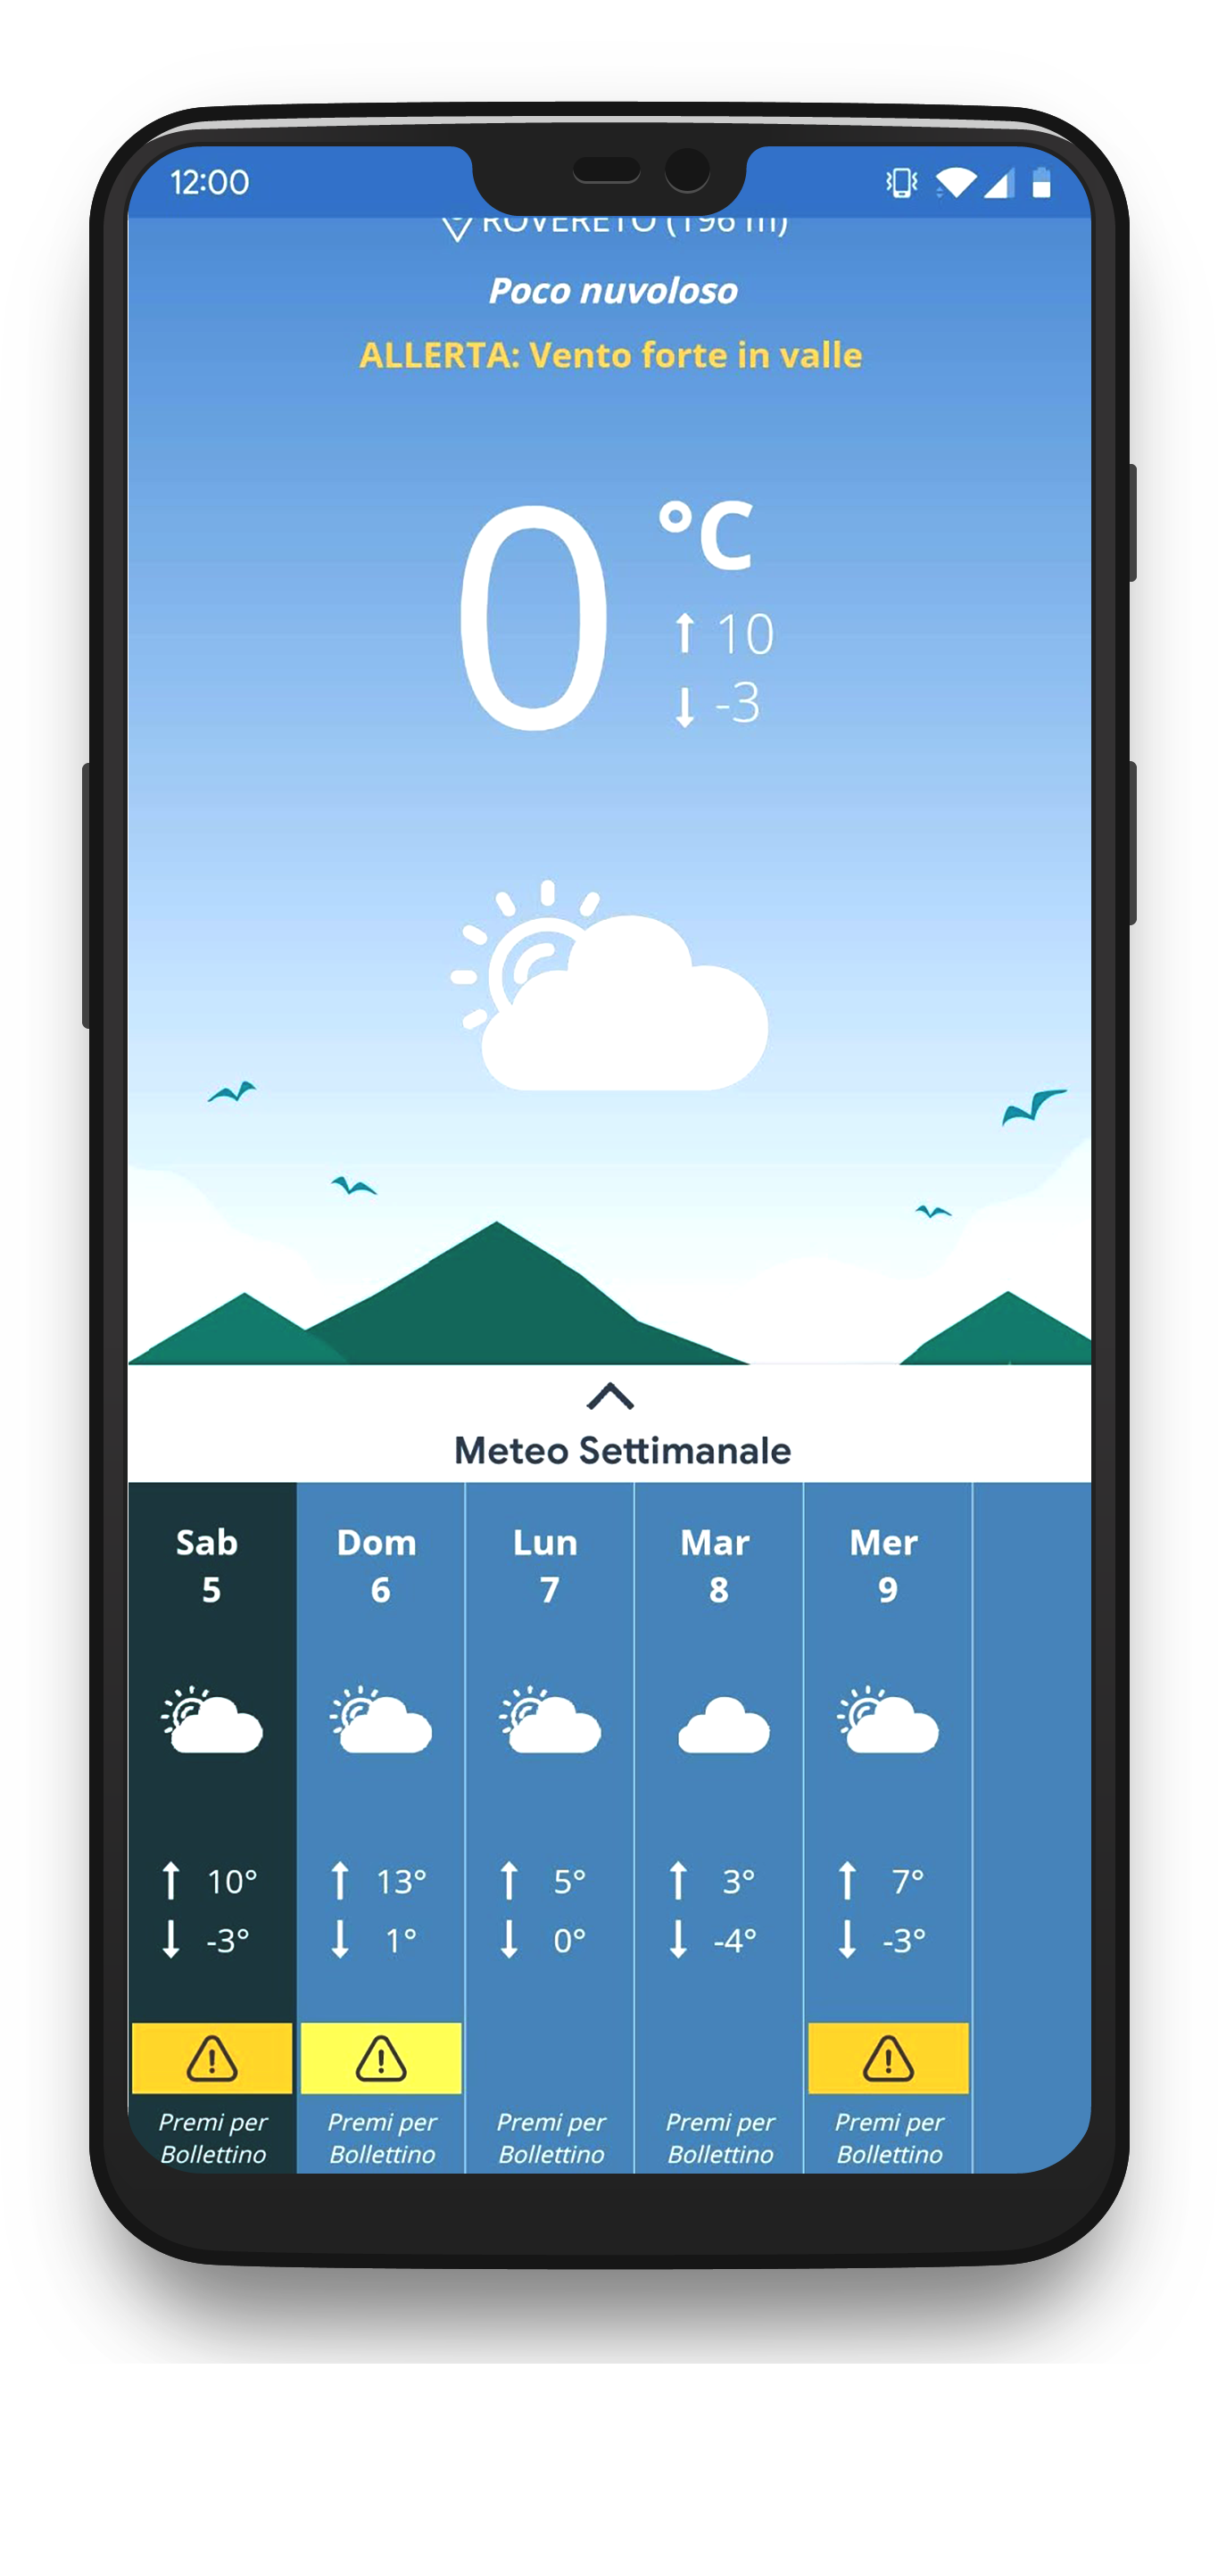 12:00
ROVERETO (196 m)
Poco nuvoloso
ALLERTA: Vento forte in valle
0 °C
10
-3
Meteo Settimanale
Sab Dom Lun Mar Mer
5 6 7 8 9
10° 13° 5° 3° 7°
-3° 1° 0° -4° -3°
Premi per Premi per Premi per Premi per Premi per
Bollettino Bollettino Bollettino Bollettino Bollettino